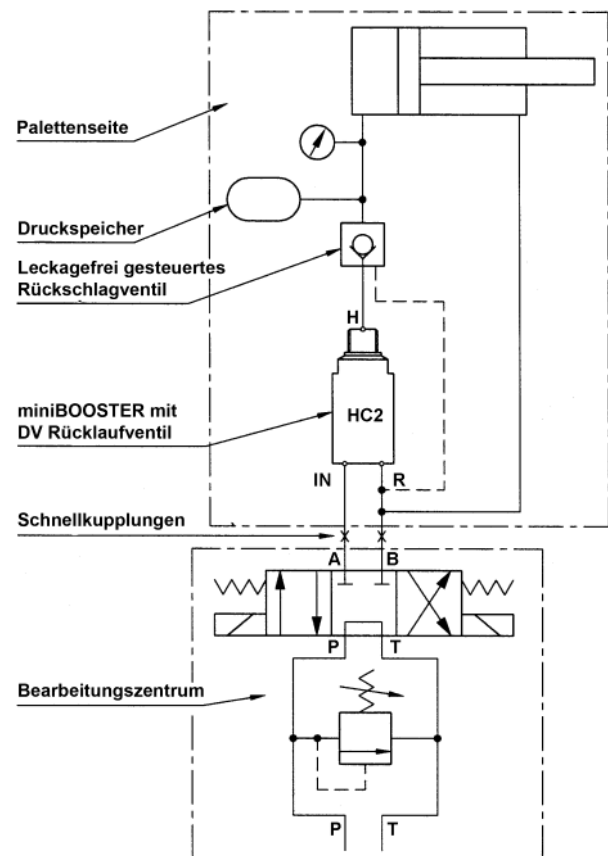 Palettenseite
Druckspeicher
Leckagefrei gesteuertes
Rückschlagventil
H
miniBOOSTER mit
DV Rücklaufventil
HC2
IN
R
Schnellkupplungen
A
B
P
T
Bearbeitungszentrum
P
T